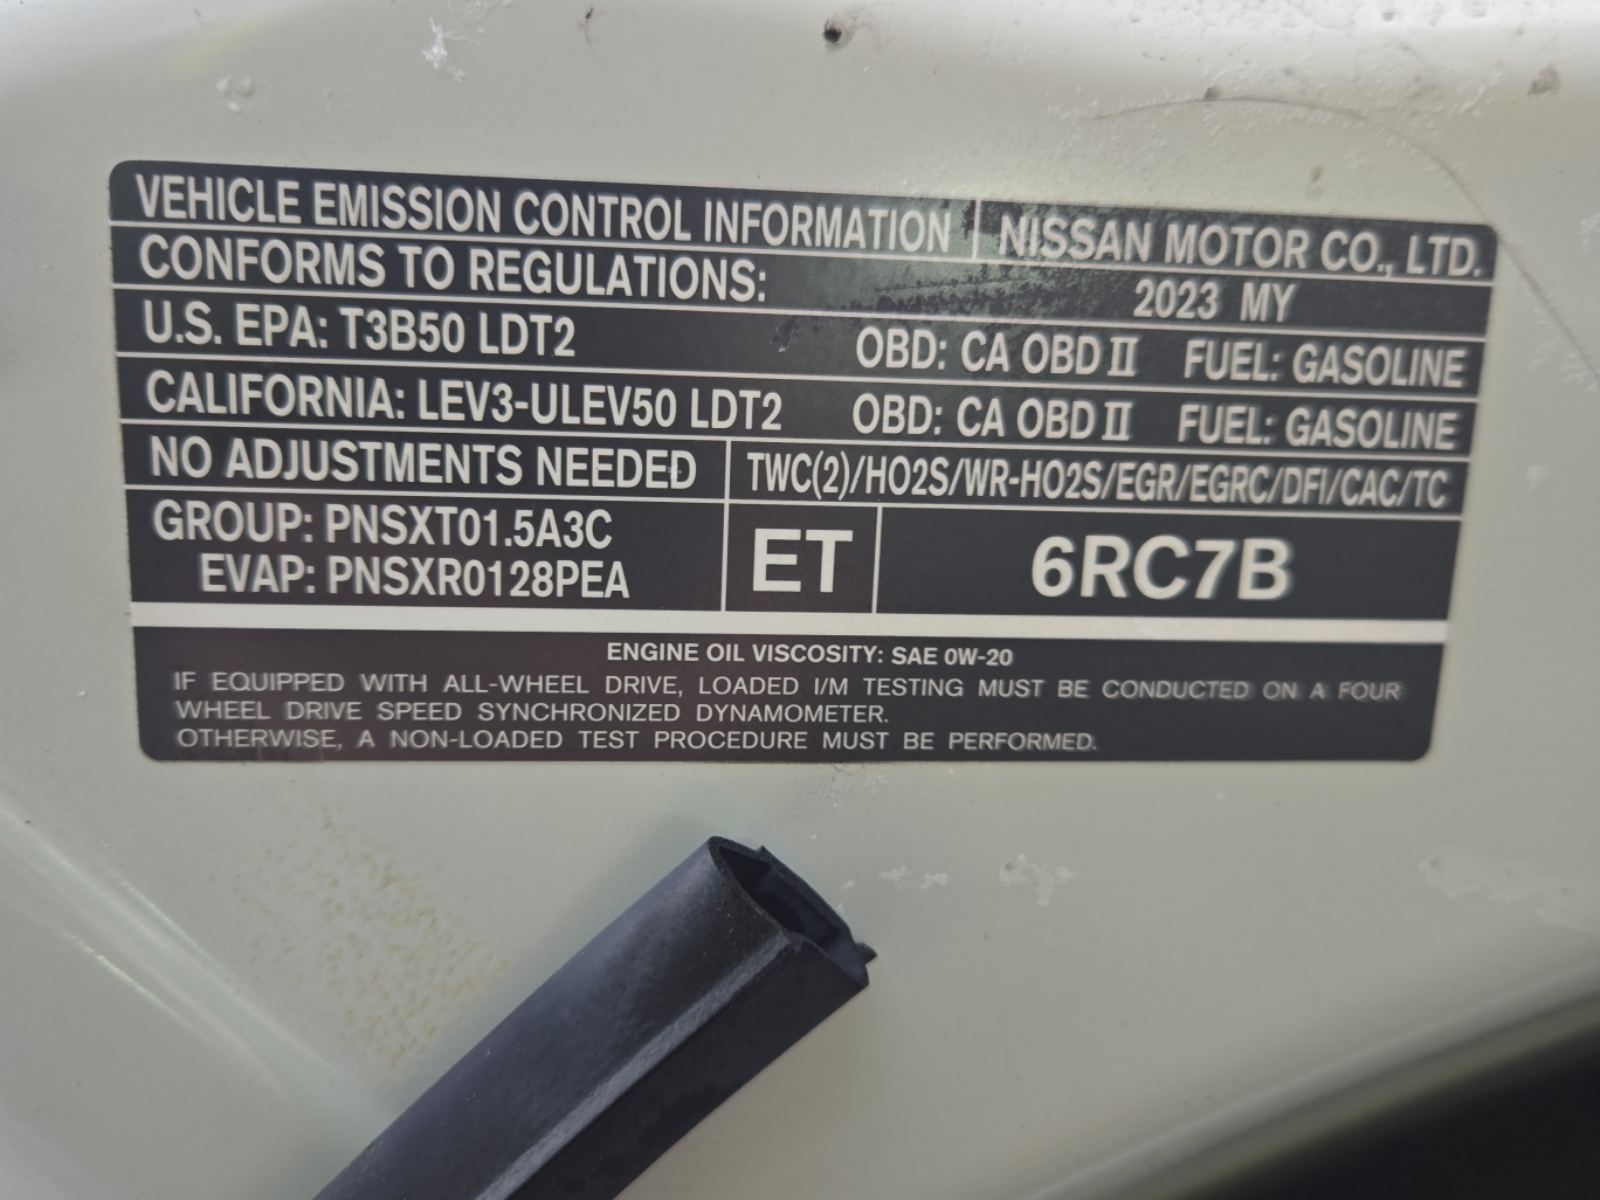 VEHICLE EMISSION CONTROL INFORMATION NISSAN MOTOR CO., LTD.
CONFORMS TO REGULATIONS: 2023 MY
U.S. EPA: T3B50 LDT2 OBD: CA OBD II FUEL: GASOLINE
CALIFORNIA: LEV3-ULEV50 LDT2 OBD: CA OBD II FUEL: GASOLINE
NO ADJUSTMENTS NEEDED TWC(2)/HO2S/WR-HO2S/EGR/EGRC/DFI/CAC/TC
GROUP: PNSXT01.5A3C
EVAP: PNSXR0128PEA
ET
6RC7B
ENGINE OIL VISCOSITY: SAE 0W-20
IF EQUIPPED WITH ALL-WHEEL DRIVE, LOADED I/M TESTING MUST BE CONDUCTED ON A FOUR
WHEEL DRIVE SPEED SYNCHRONIZED DYNAMOMETER.
OTHERWISE, A NON-LOADED TEST PROCEDURE MUST BE PERFORMED.